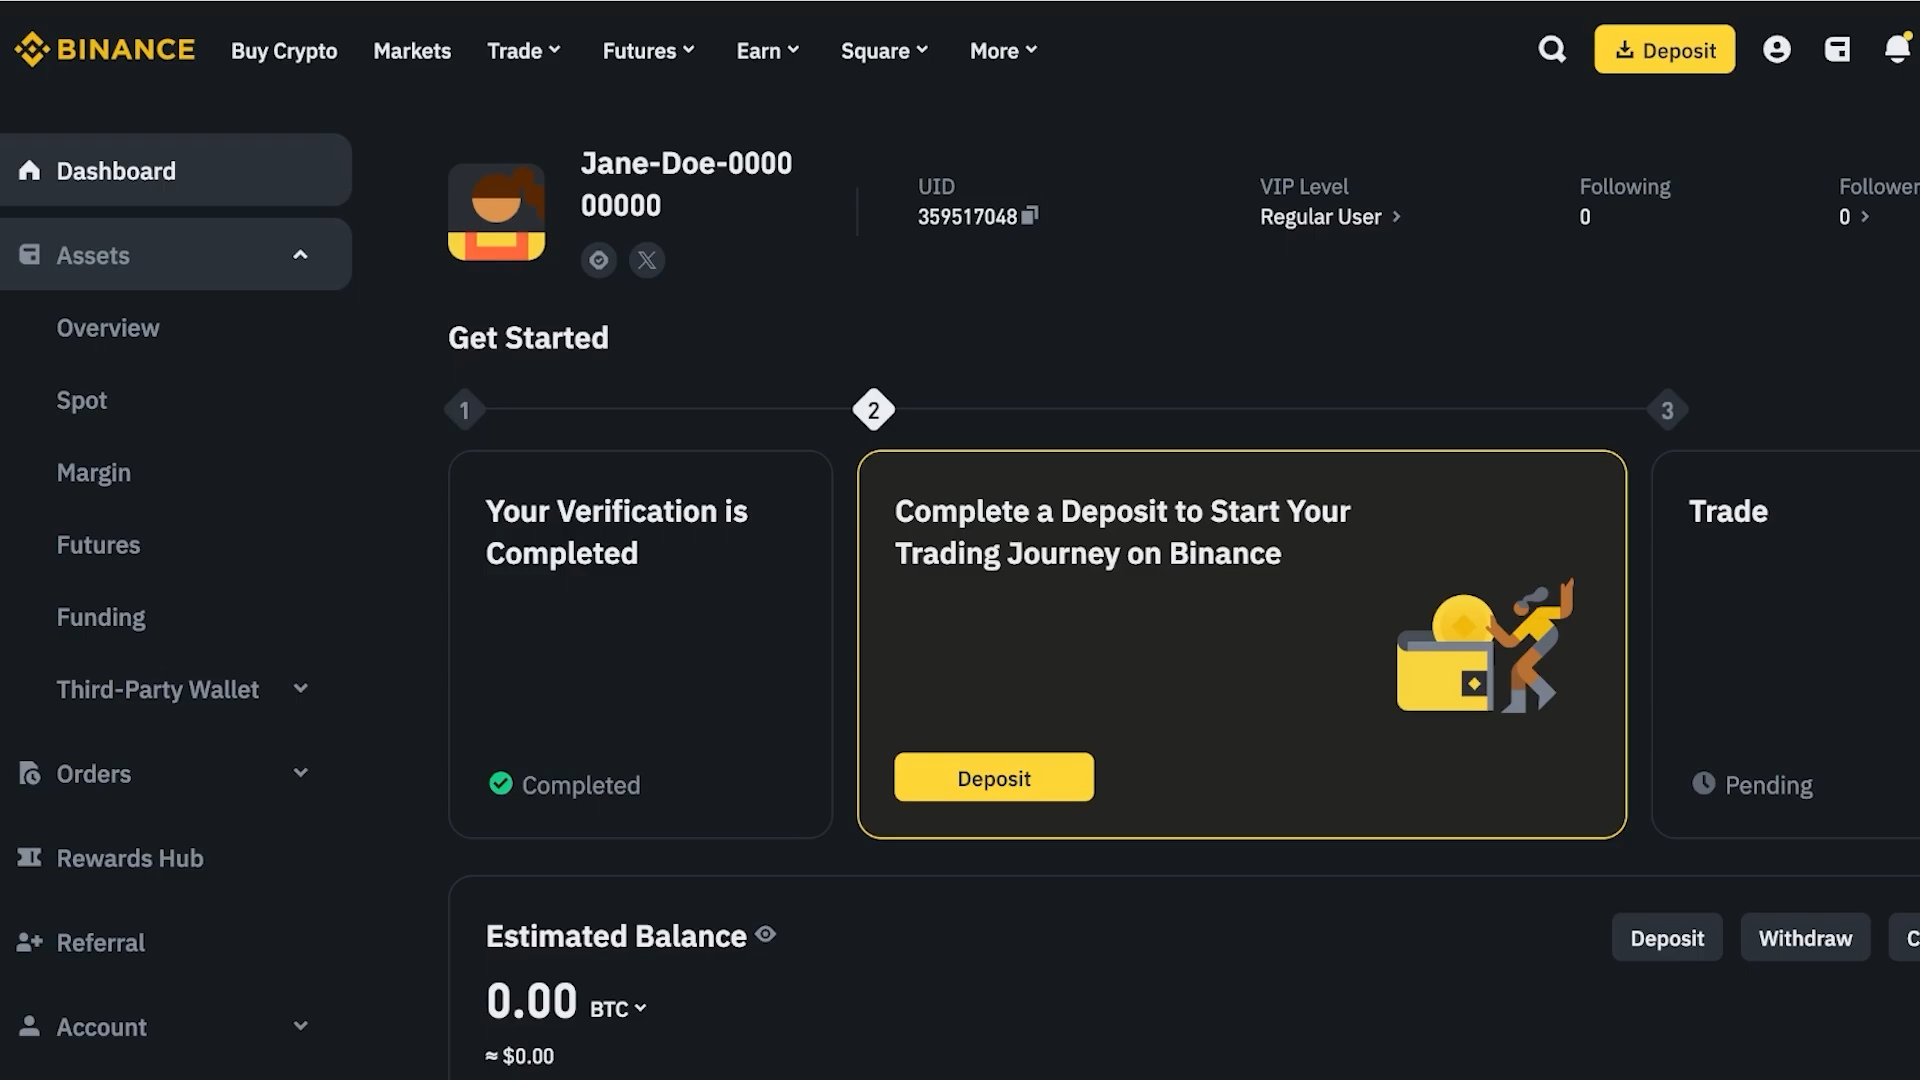 BINANCE Buy Crypto Markets Trade Futures Earn Square More Deposit
Dashboard
Assets
Overview
Spot
Margin
Futures
Funding
Third-Party Wallet
Orders
Rewards Hub
Referral
Account
Jane-Doe-0000
00000
UID
359517048
VIP Level
Regular User
Following
0
Follower
0
Get Started
1
2
3
Your Verification is
Completed
Completed
Complete a Deposit to Start Your
Trading Journey on Binance
Deposit
Trade
Pending
Estimated Balance
Deposit Withdraw
0.00 BTC
≈ $0.00